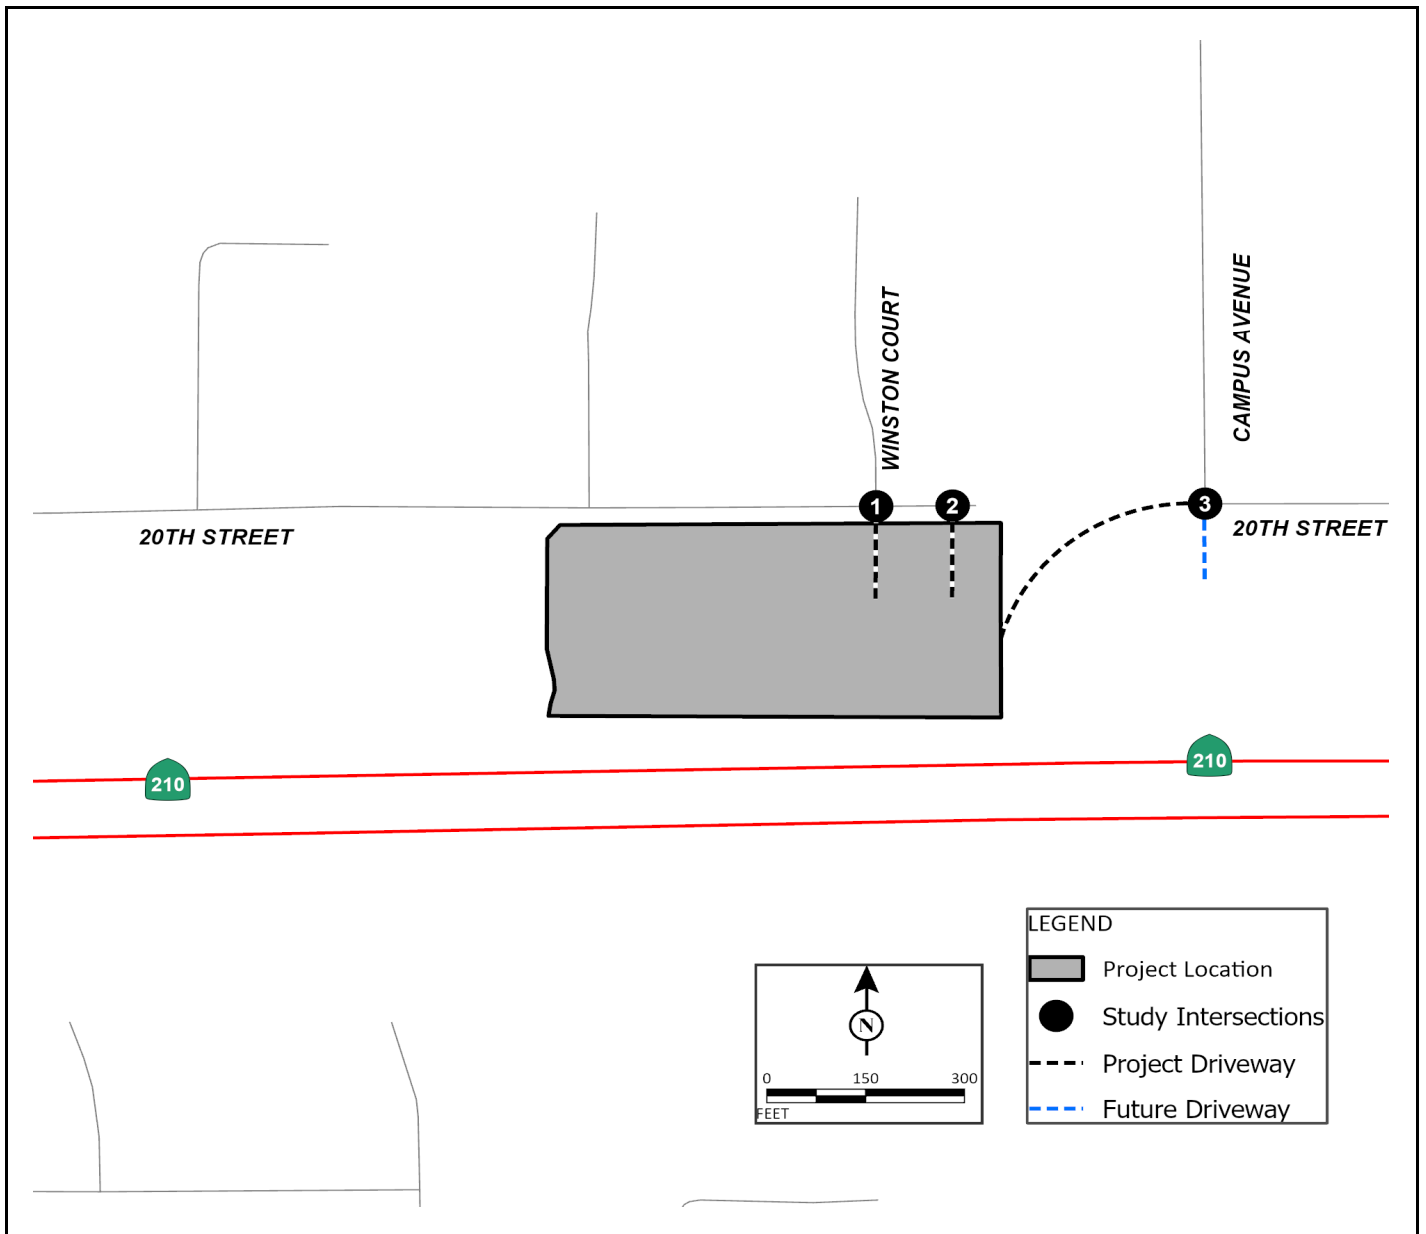 WINSTON COURT
CAMPUS AVENUE
1
2
3
20TH STREET
20TH STREET
210
210
LEGEND
Project Location
Study Intersections
Project Driveway
Future Driveway
N
0 150 300
FEET